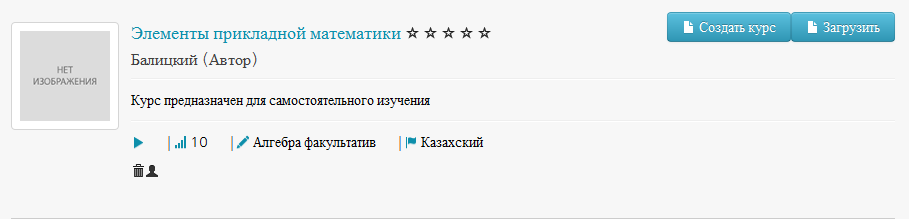 Создать курс
Загрузить
Элементы прикладной математики
Балицкий (Автор)
НЕТ
ИЗОБРАЖЕНИЯ
Курс предназначен для самостоятельного изучения
10
Алгебра факультатив
Казахский